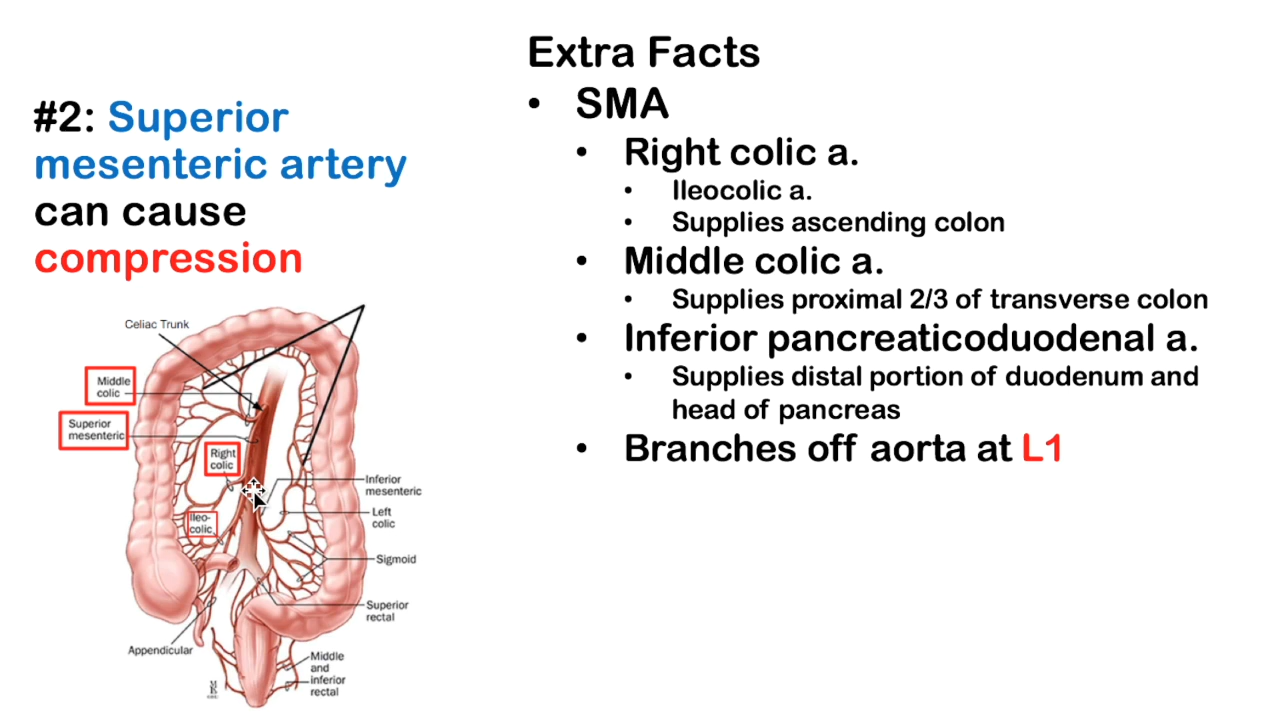 Extra Facts
#2: Superior
mesenteric artery
can cause
compression
• SMA
• Right colic a.
• Ileocolic a.
• Supplies ascending colon
• Middle colic a.
• Supplies proximal 2/3 of transverse colon
• Inferior pancreaticoduodenal a.
• Supplies distal portion of duodenum and
head of pancreas
• Branches off aorta at L1
Celiac Trunk
Middle
colic
Superior
mesenteric
Right
colic
Ileo-
colic
Appendicular
Inferior
mesenteric
Left
colic
Sigmoid
Superior
rectal
Middle
and
inferior
rectal